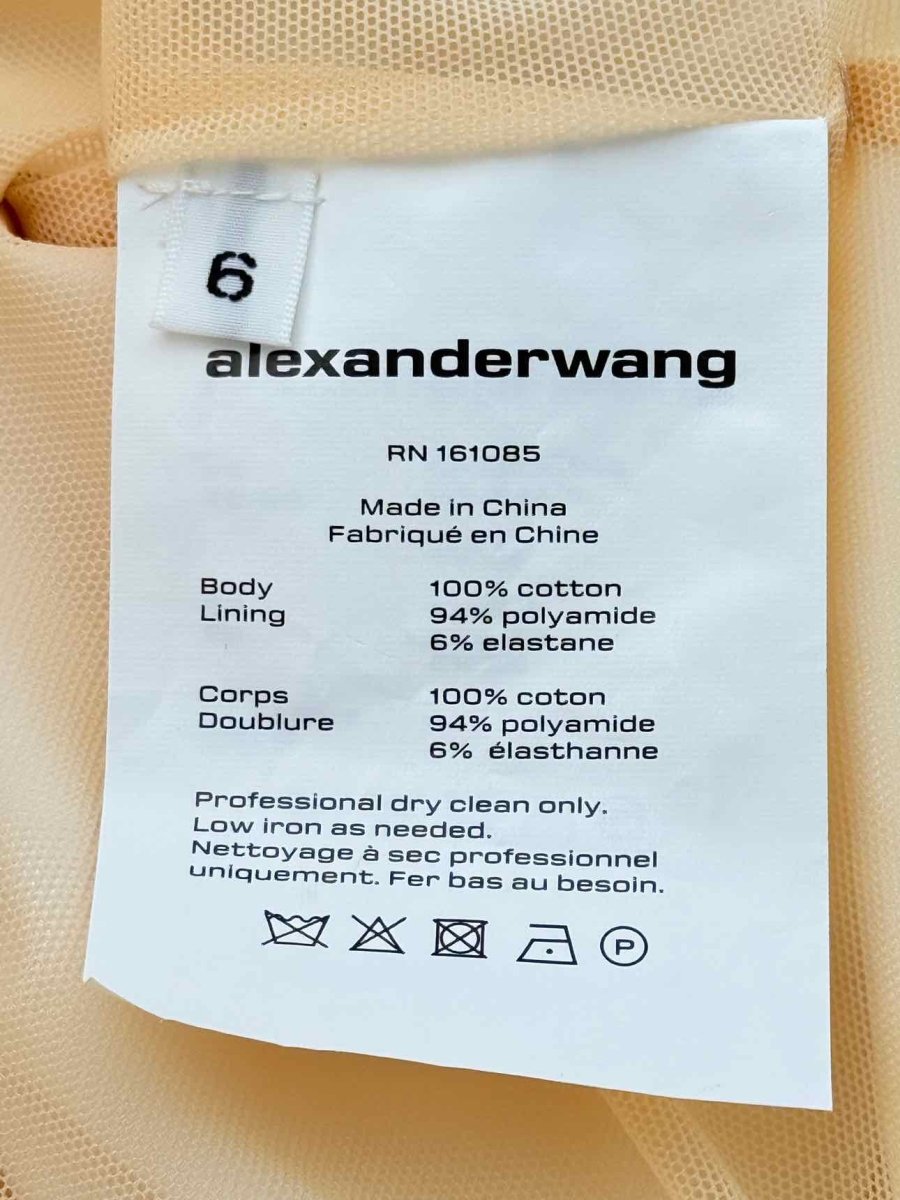 6
alexanderwang
RN 161085
Made in China
Fabriqué en Chine
Body 100% cotton
Lining 94% polyamide
6% elastane
Corps 100% coton
Doublure 94% polyamide
6% élasthanne
Professional dry clean only.
Low iron as needed.
Nettoyage à sec professionnel
uniquement. Fer bas au besoin.
P